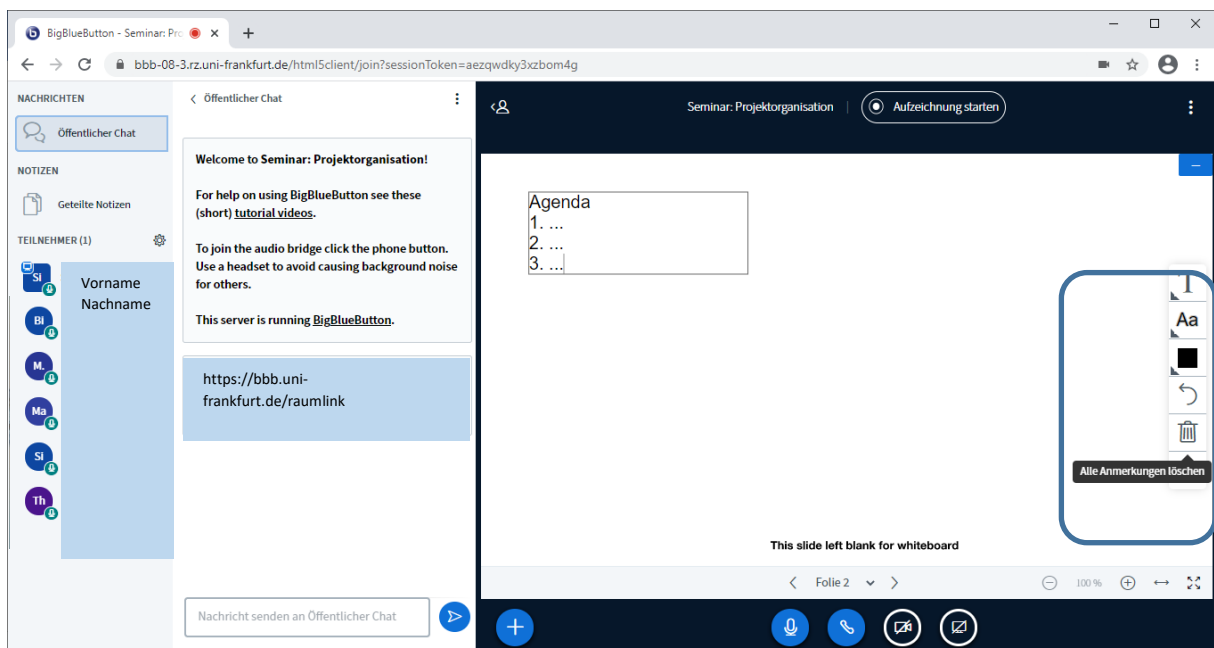 BigBlueButton - Seminar: Pro
bbb-08-3.rz.uni-frankfurt.de/html5client/join?sessionToken=aezqwdky3xzbom4g
NACHRICHTEN
Öffentlicher Chat
NOTIZEN
Geteilte Notizen
TEILNEHMER (1)
Si
Vorname
Nachname
Bi
M.
Ma
Si
Th
Öffentlicher Chat
Welcome to Seminar: Projektorganisation!
For help on using BigBlueButton see these
(short) tutorial videos.
To join the audio bridge click the phone button.
Use a headset to avoid causing background noise
for others.
This server is running BigBlueButton.
https://bbb.uni-
frankfurt.de/raumlink
Nachricht senden an Öffentlicher Chat
Seminar: Projektorganisation
Aufzeichnung starten
Agenda
1. ...
2. ...
3. ...
T
Aa
Alle Anmerkungen löschen
This slide left blank for whiteboard
Folie 2
100 %